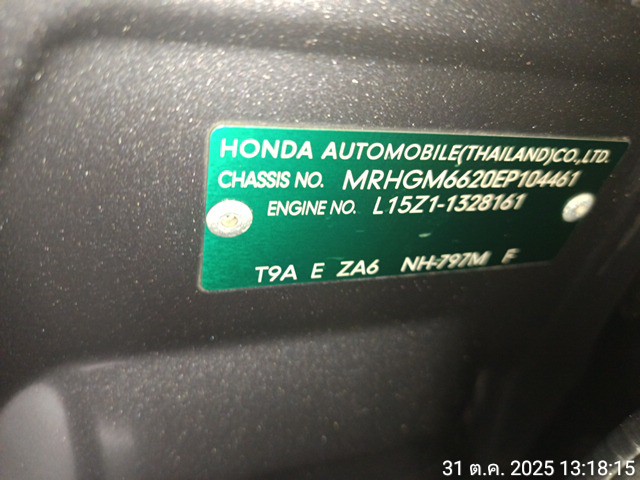 HONDA AUTOMOBILE(THAILAND)CO.,LTD.
CHASSIS NO. MRHGM6620EP104461
ENGINE NO. L15Z1-1328161
T9A E ZA6 NH-797M F
31 ต.ค. 2025 13:18:15